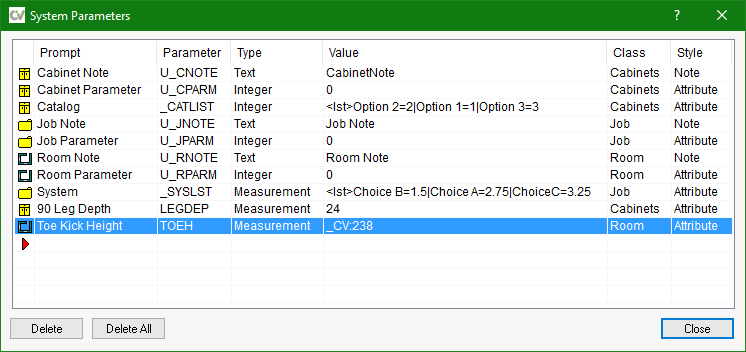 CV System Parameters ?
Prompt Parameter Type Value Class Style
Cabinet Note U_CNOTE Text CabinetNote Cabinets Note
Cabinet Parameter U_CPARM Integer 0 Cabinets Attribute
Catalog _CATLIST Integer <lst>Option 2=2|Option 1=1|Option 3=3 Cabinets Attribute
Job Note U_JNOTE Text Job Note Job Note
Job Parameter U_JPARM Integer 0 Job Attribute
Room Note U_RNOTE Text Room Note Room Note
Room Parameter U_RPARM Integer 0 Room Attribute
System _SYSLST Measurement <lst>Choice B=1.5|Choice A=2.75|ChoiceC=3.25 Job Attribute
90 Leg Depth LEGDEP Measurement 24 Cabinets Attribute
Toe Kick Height TOEH Measurement _CV:238 Room Attribute
Delete Delete All Close